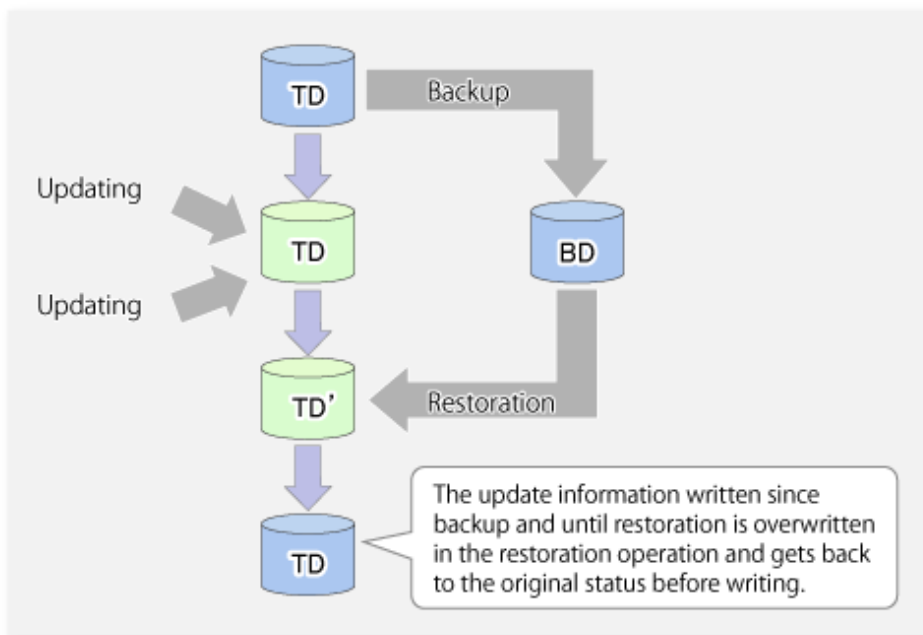 TD
Backup
Updating
TD
BD
Updating
TD’
Restoration
The update information written since
backup and until restoration is overwritten
in the restoration operation and gets back
to the original status before writing.
TD